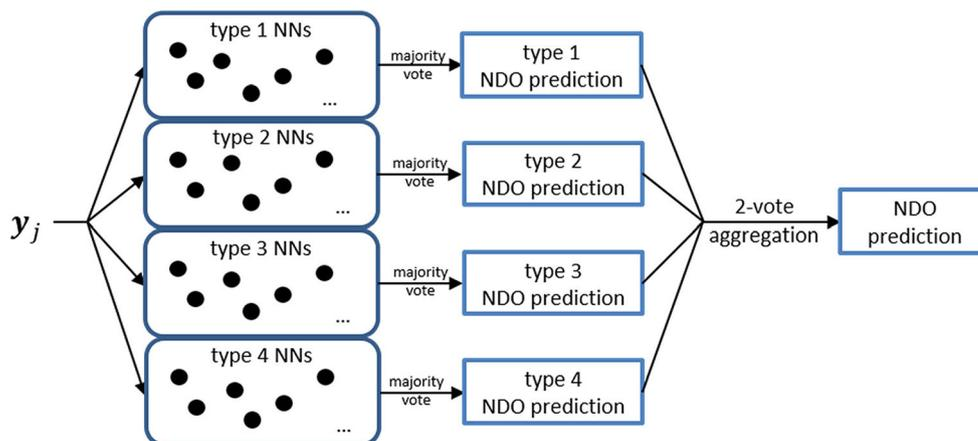 type 1 NNs
...
majority
vote
type 1
NDO prediction
type 2 NNs
...
majority
vote
type 2
NDO prediction
y_j
2-vote
aggregation
NDO
prediction
type 3 NNs
...
majority
vote
type 3
NDO prediction
type 4 NNs
...
majority
vote
type 4
NDO prediction